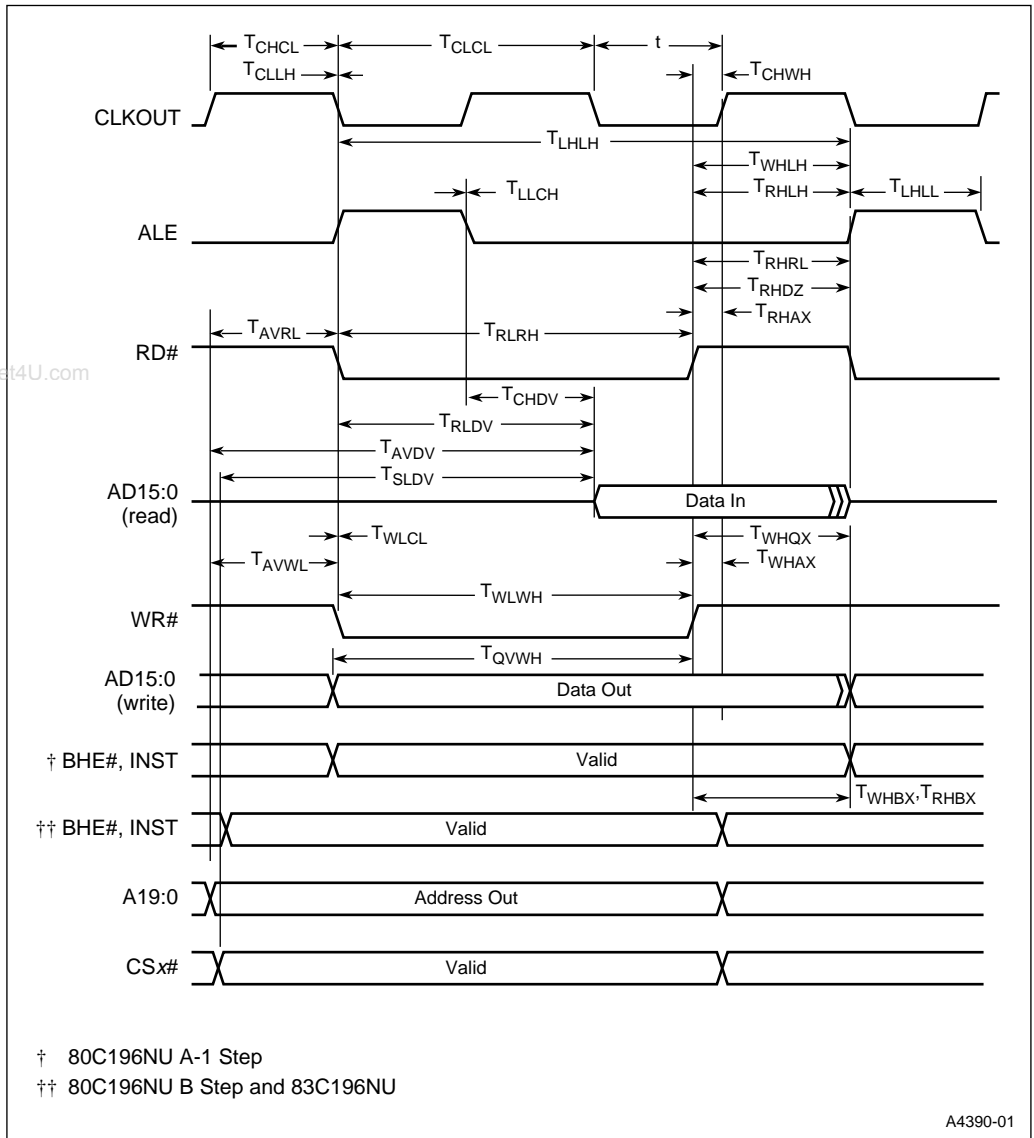 TCHCL TCLCL t
TCLLH TCHWH
CLKOUT
TLHLH
TWHLH
TLLCH TRHLH TLHLL
ALE
TRHRL
TRHDZ
TAVRL TRLRH TRHAX
RD#
et4U.com
TCHDV
TRLDV
TAVDV
TSLDV
AD15:0
(read)
Data In
TWLCL TWHQX
TAVWL TWHAX
TWLWH
WR#
TQVWH
AD15:0
(write)
Data Out
† BHE#, INST Valid
TWHBX,TRHBX
†† BHE#, INST Valid
A19:0 Address Out
CSx# Valid
† 80C196NU A-1 Step
†† 80C196NU B Step and 83C196NU
A4390-01